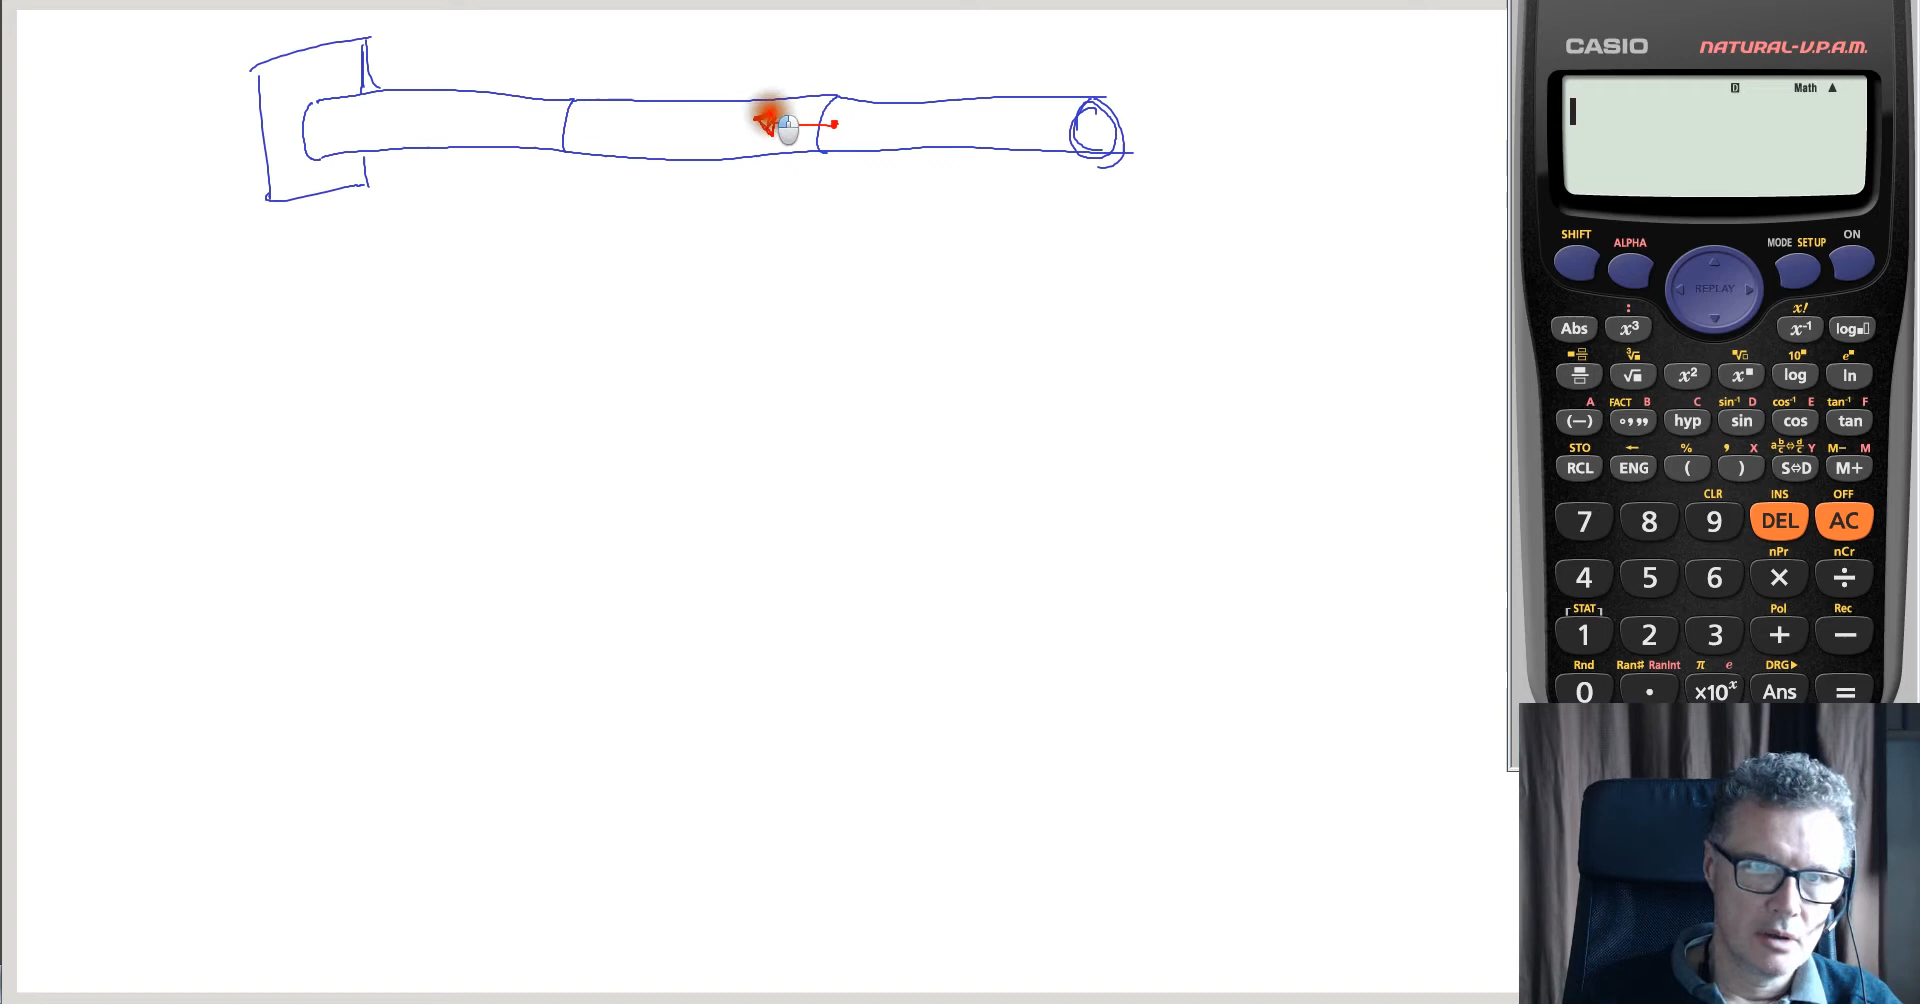 CASIO NATURAL-V.P.A.M.
D Math ▲
SHIFT ALPHA MODE SETUP ON
REPLAY
: x!
Abs x³ x⁻¹ log■□
■⊟ ³√■ ■√□ 10■ e■
⊟ √■ x² x■ log ln
A FACT B C sin⁻¹ D cos⁻¹ E tan⁻¹ F
(−) °,,, hyp sin cos tan
STO ← % , X a b/c⇔d/c Y M− M
RCL ENG ( ) S⇔D M+
CLR INS OFF
7 8 9 DEL AC
nPr nCr
4 5 6 × ÷
STAT Pol Rec
1 2 3 + −
Rnd Ran# RanInt π e DRG▶
0 • ×10ˣ Ans =